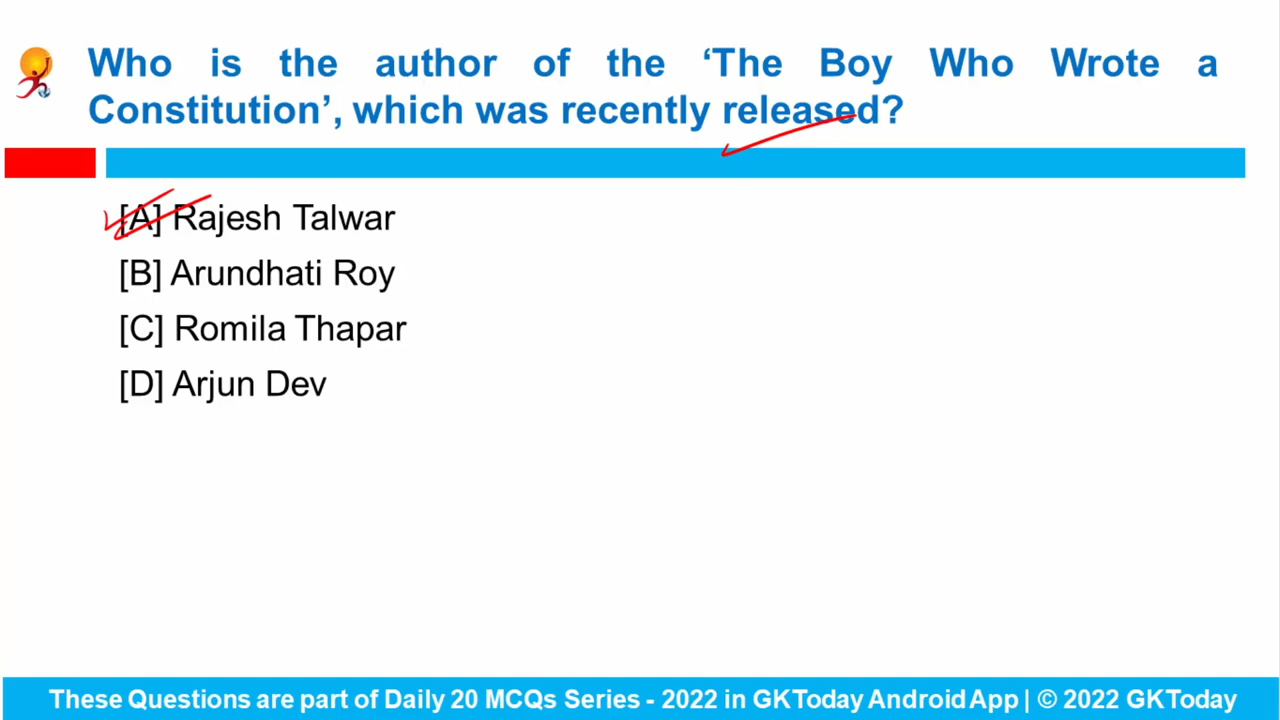 Who is the author of the ‘The Boy Who Wrote a
Constitution’, which was recently released?
[A] Rajesh Talwar
[B] Arundhati Roy
[C] Romila Thapar
[D] Arjun Dev
These Questions are part of Daily 20 MCQs Series - 2022 in GKToday Android App | © 2022 GKToday